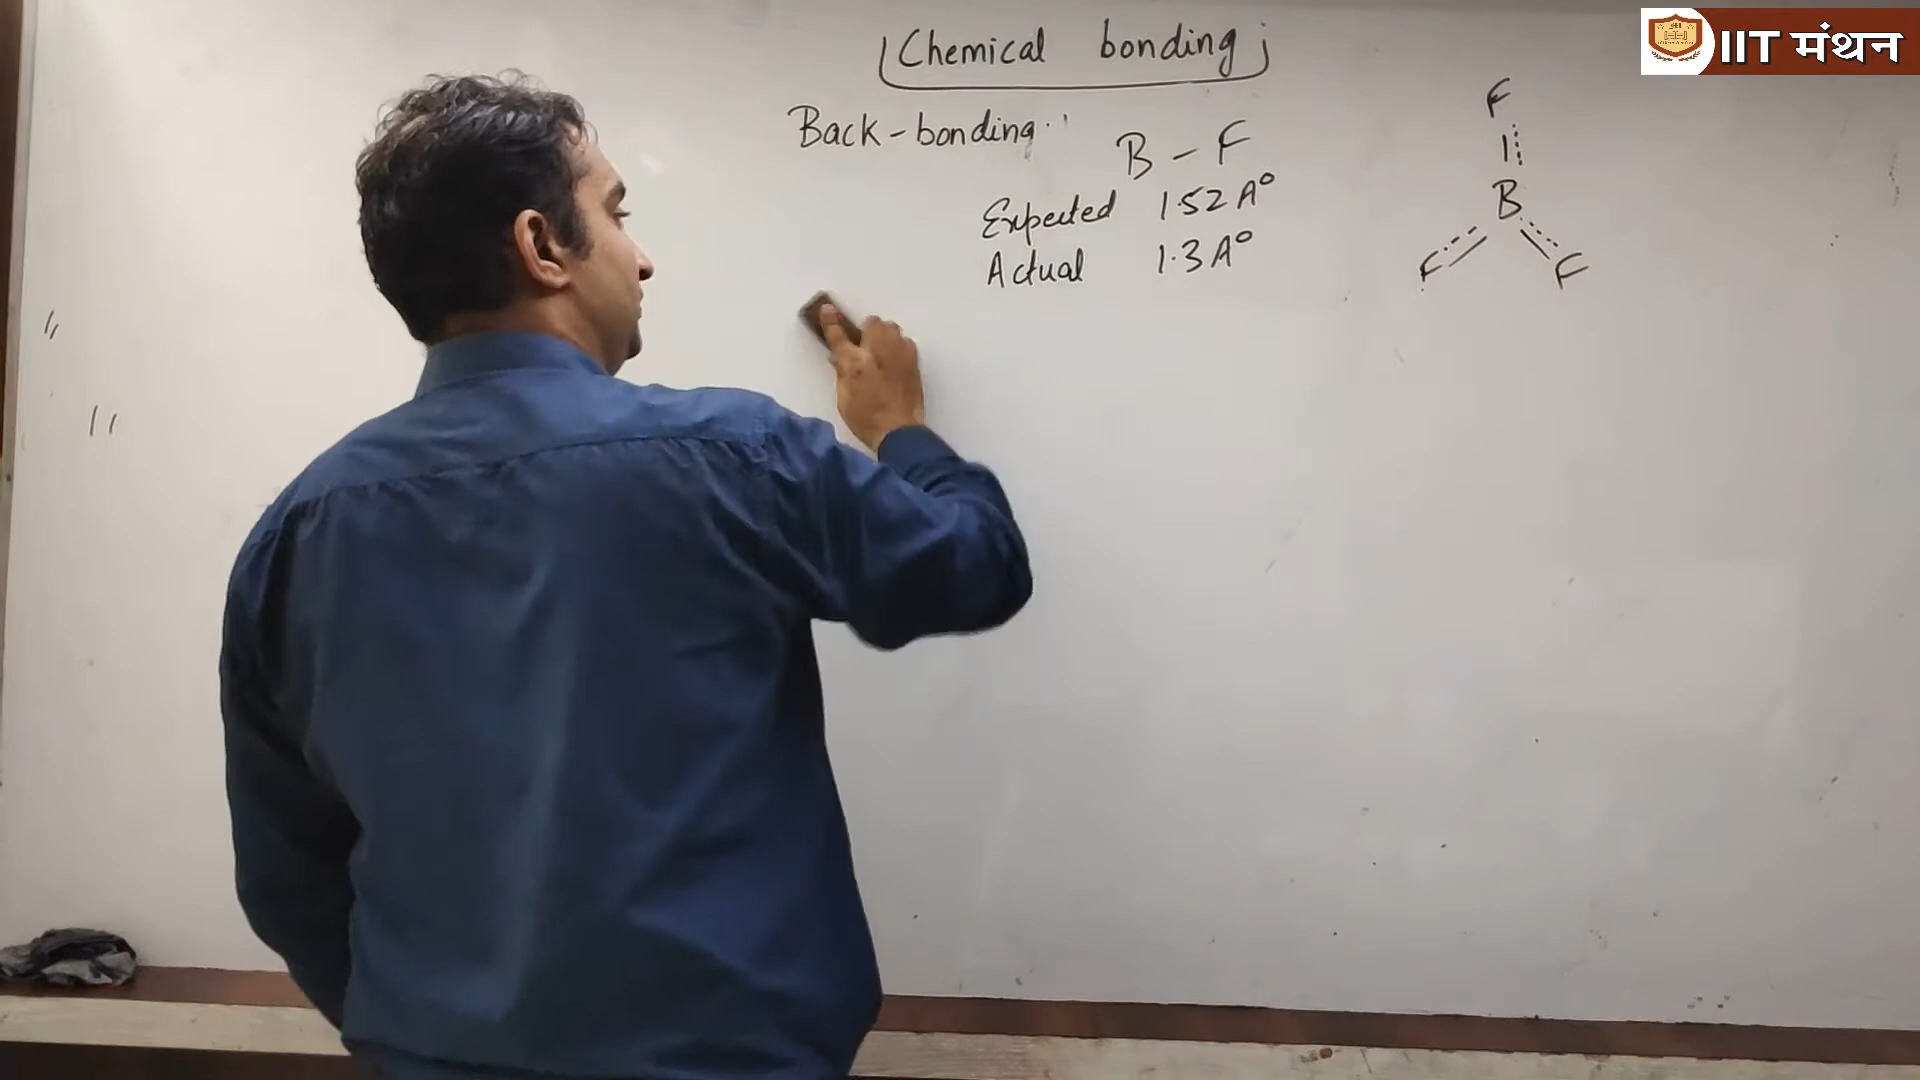 Chemical bonding
Back-bonding
B - F
Expected 1.52 A°
Actual 1.3 A°
F
B
F F
IIT मंथन